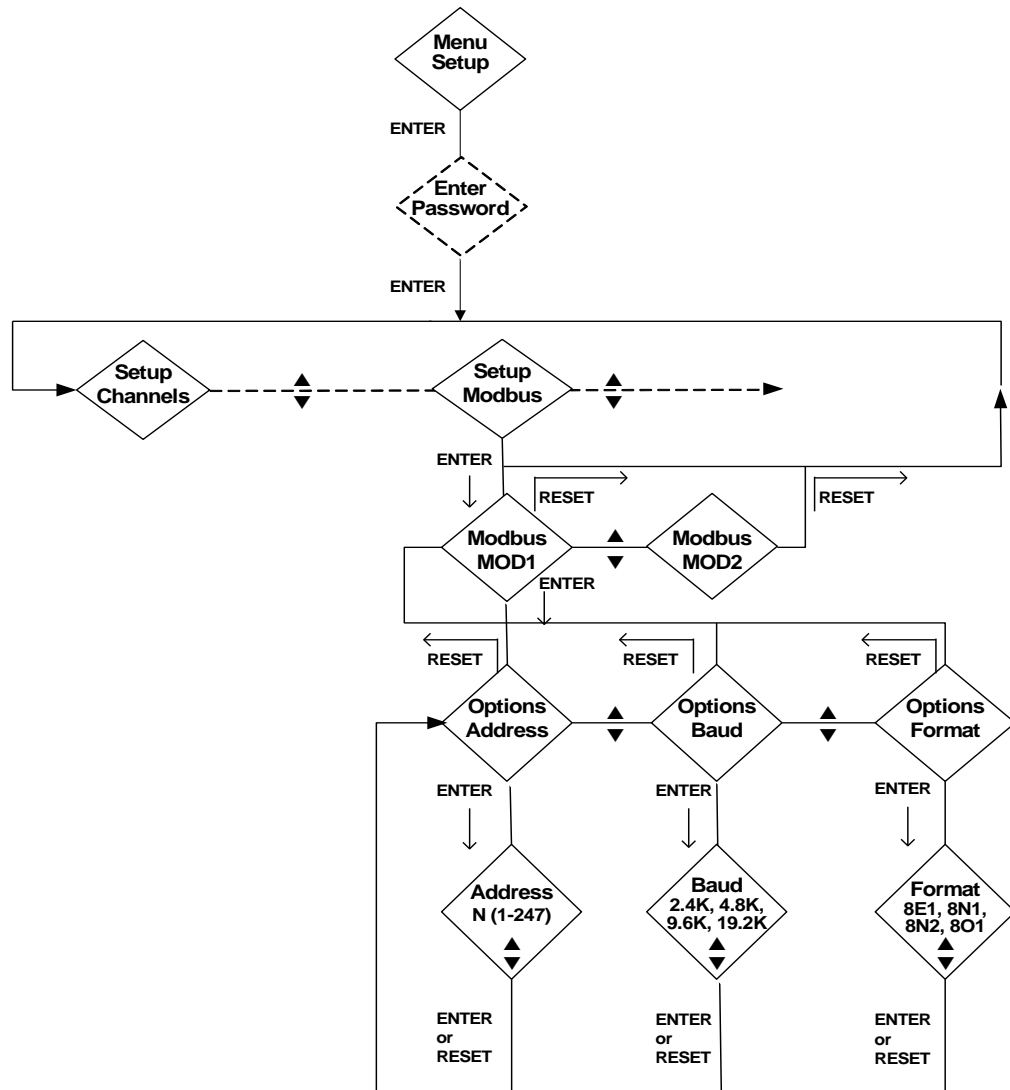 Menu
Setup
ENTER
Enter
Password
ENTER
Setup
Channels
Setup
Modbus
ENTER
RESET
RESET
Modbus
MOD1
Modbus
MOD2
ENTER
RESET
RESET
RESET
Options
Address
Options
Baud
Options
Format
ENTER
ENTER
ENTER
Address
N (1-247)
Baud
2.4K, 4.8K,
9.6K, 19.2K
Format
8E1, 8N1,
8N2, 8O1
ENTER
or
RESET
ENTER
or
RESET
ENTER
or
RESET